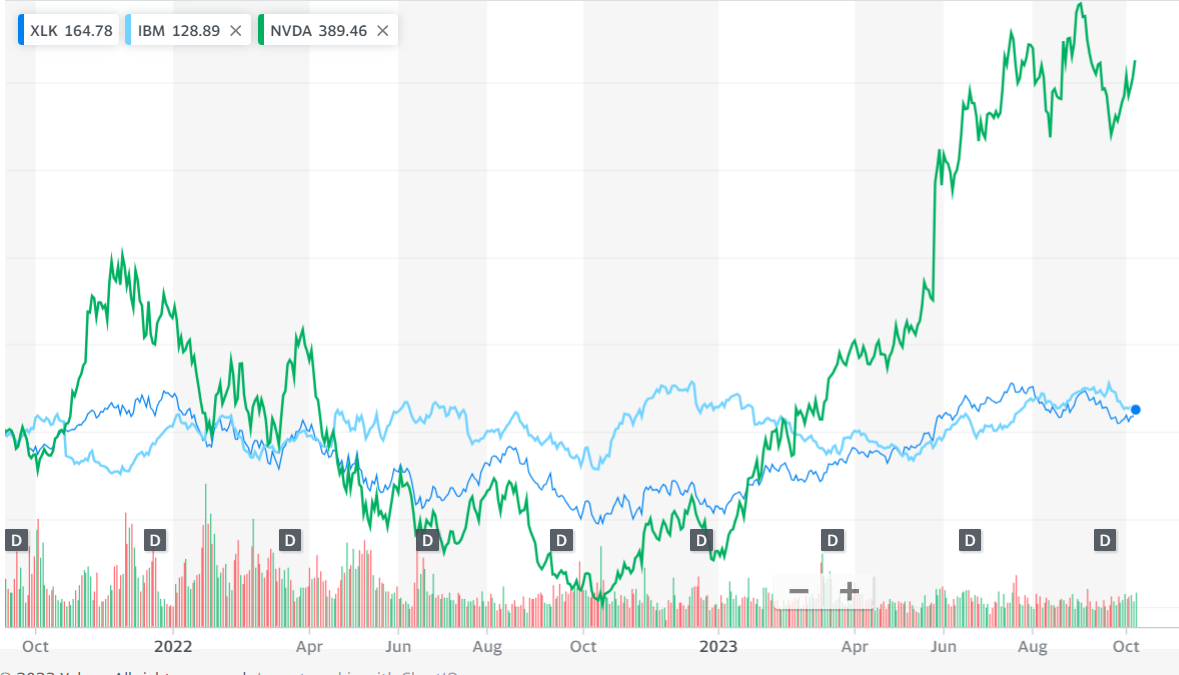 XLK 164.78 IBM 128.89 × NVDA 389.46 ×
D D D D D D D D D
− +
Oct 2022 Apr Jun Aug Oct 2023 Apr Jun Aug Oct